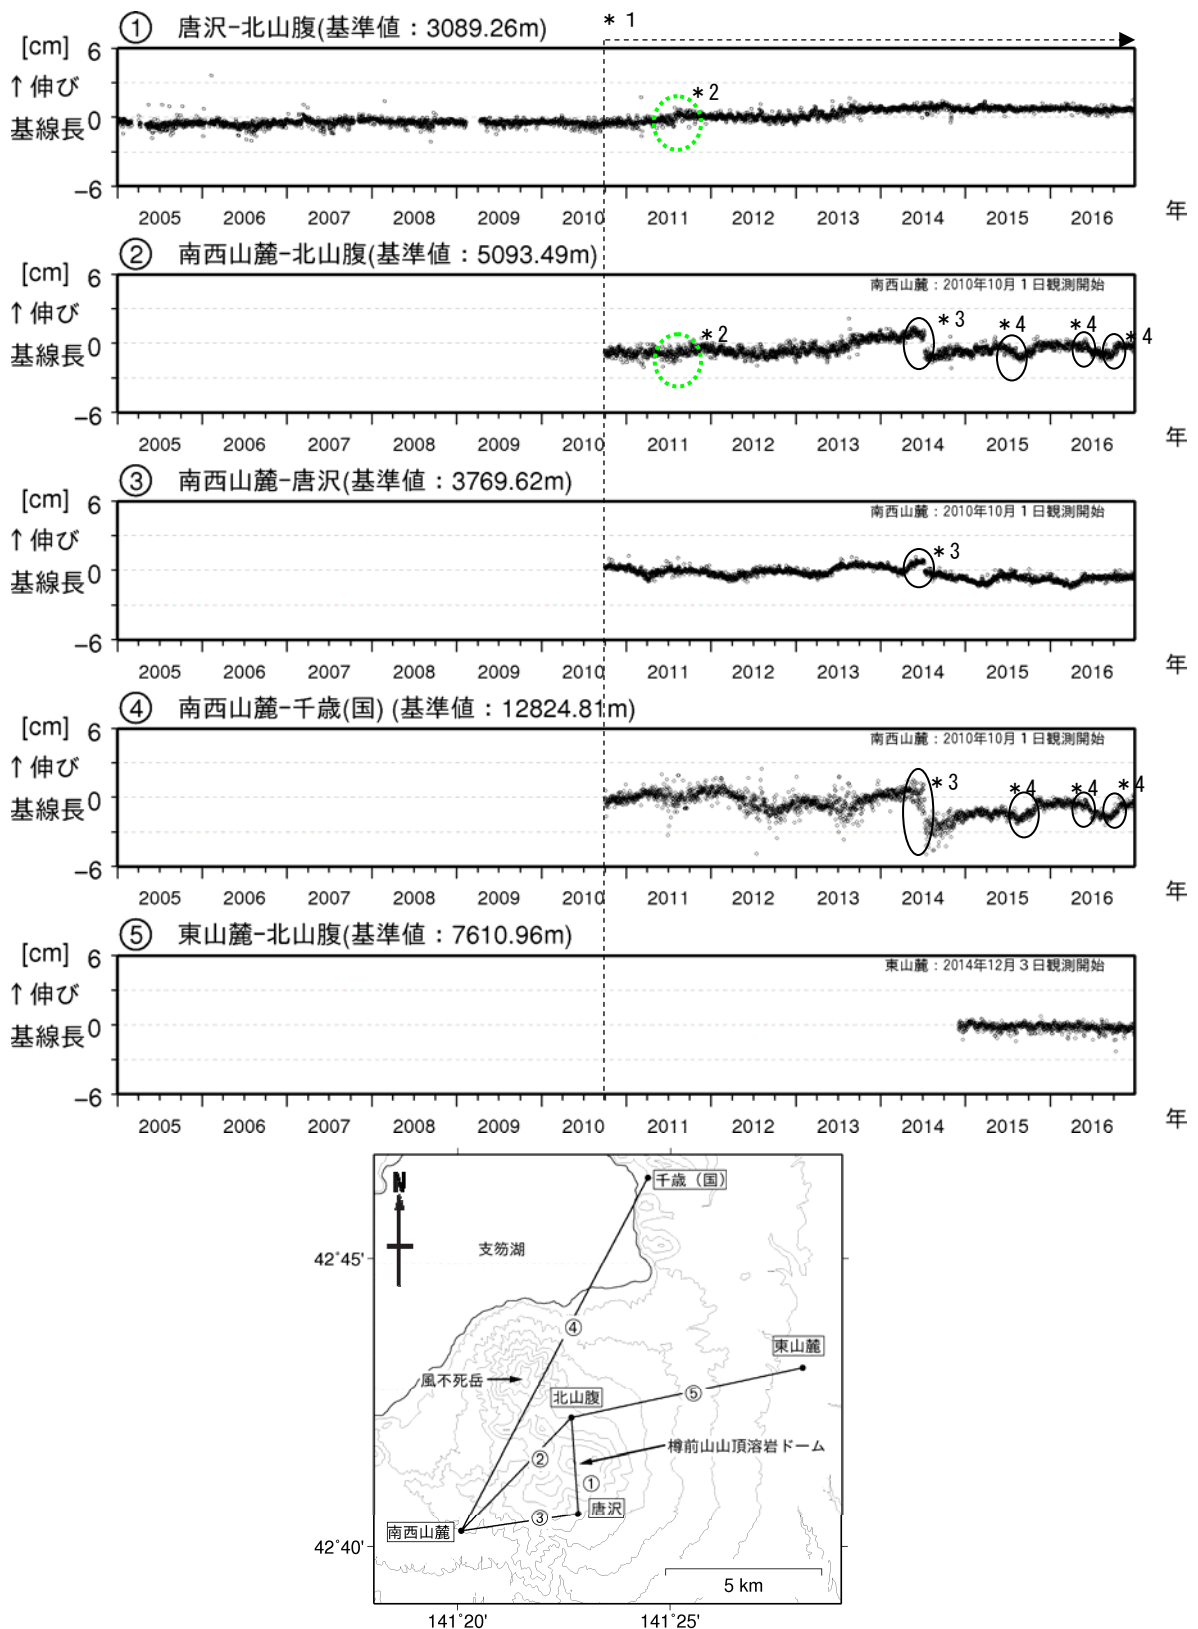 ① 唐沢-北山腹(基準値：3089.26m)
＊1
[cm]
6
↑伸び
0
基線長
-6
＊2
2005 2006 2007 2008 2009 2010 2011 2012 2013 2014 2015 2016 年
② 南西山麓-北山腹(基準値：5093.49m)
[cm]
6
↑伸び
0
基線長
-6
南西山麓：2010年10月1日観測開始
＊2 ＊3 ＊4 ＊4 ＊4
2005 2006 2007 2008 2009 2010 2011 2012 2013 2014 2015 2016 年
③ 南西山麓-唐沢(基準値：3769.62m)
[cm]
6
↑伸び
0
基線長
-6
南西山麓：2010年10月1日観測開始
＊3
2005 2006 2007 2008 2009 2010 2011 2012 2013 2014 2015 2016 年
④ 南西山麓-千歳(国) (基準値：12824.81m)
[cm]
6
↑伸び
0
基線長
-6
南西山麓：2010年10月1日観測開始
＊3 ＊4 ＊4 ＊4
2005 2006 2007 2008 2009 2010 2011 2012 2013 2014 2015 2016 年
⑤ 東山麓-北山腹(基準値：7610.96m)
[cm]
6
↑伸び
0
基線長
-6
東山麓：2014年12月3日観測開始
2005 2006 2007 2008 2009 2010 2011 2012 2013 2014 2015 2016 年
N
千歳（国）
支笏湖
42°45'
④
東山麓
風不死岳
北山腹
⑤
樽前山山頂溶岩ドーム
②
①
唐沢
③
南西山麓
42°40'
5 km
141°20' 141°25'